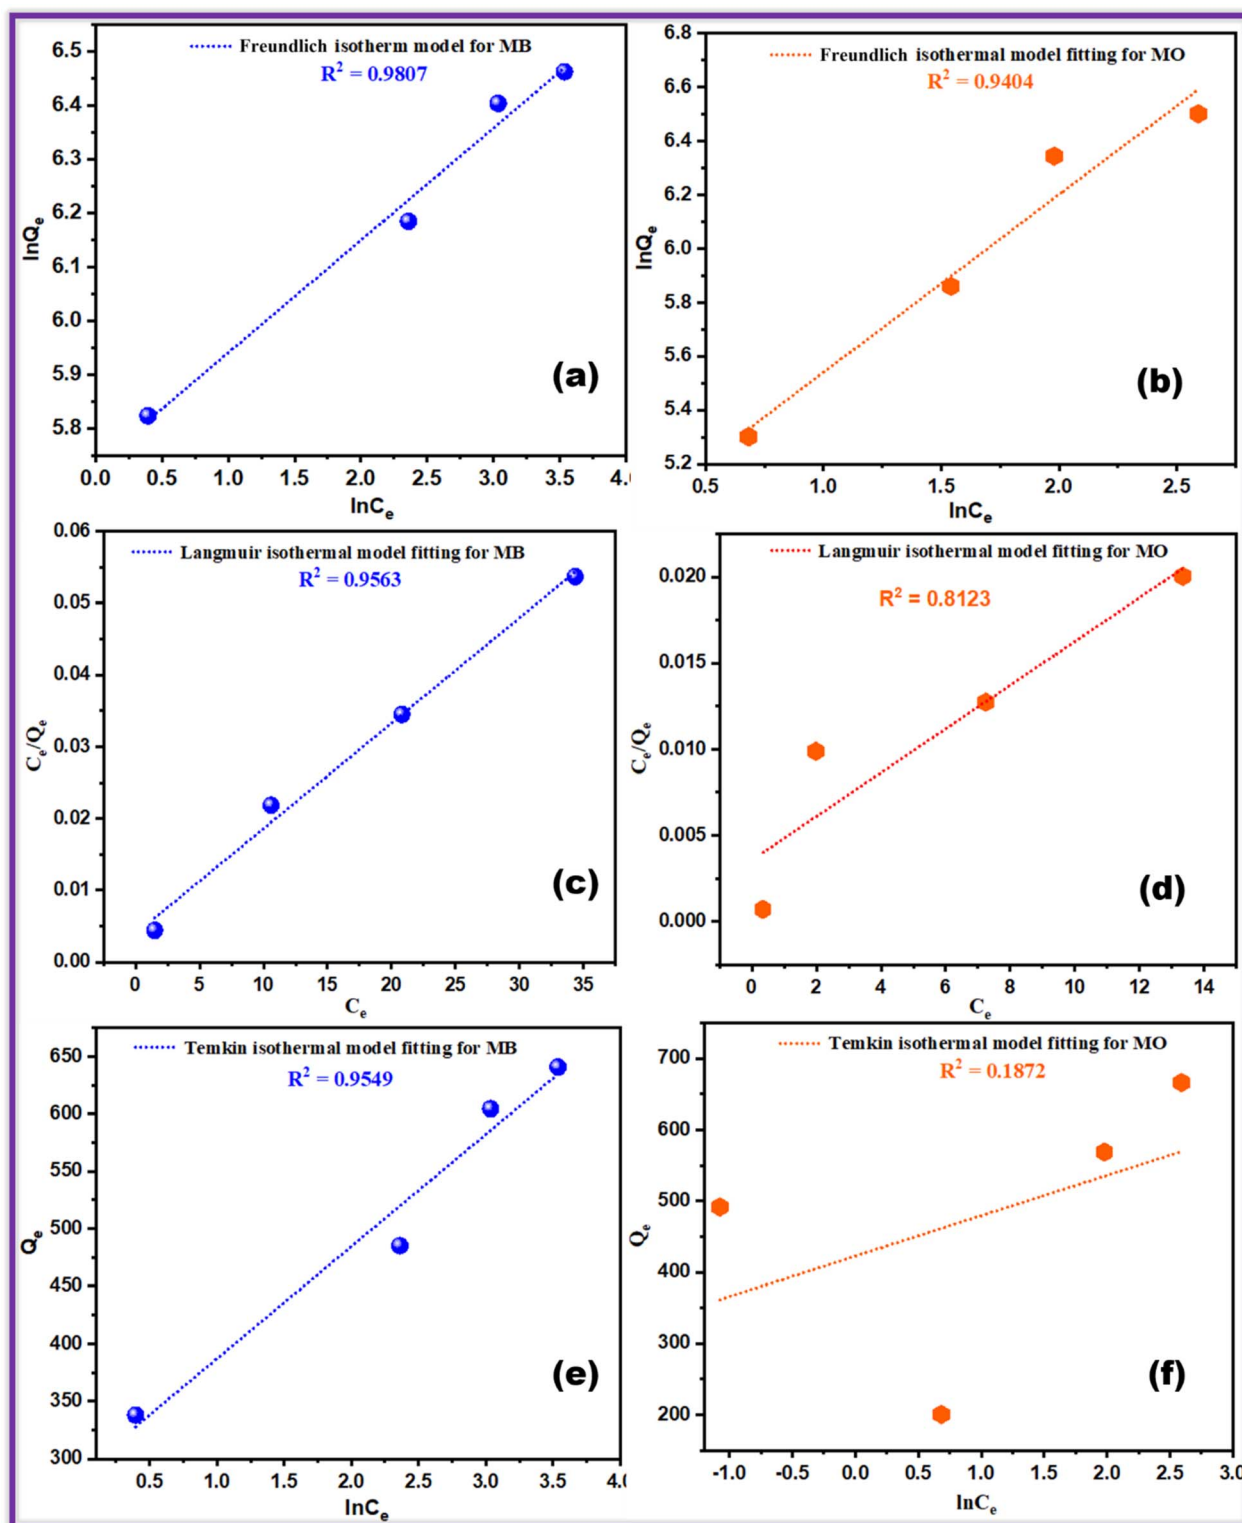 Freundlich isotherm model for MB
R² = 0.9807
6.5
6.4
6.3
6.2
6.1
6.0
5.9
5.8
lnQₑ
(a)
0.0 0.5 1.0 1.5 2.0 2.5 3.0 3.5 4.0
lnCₑ
Freundlich isothermal model fitting for MO
R² = 0.9404
6.8
6.6
6.4
6.2
6.0
5.8
5.6
5.4
5.2
lnQₑ
(b)
0.5 1.0 1.5 2.0 2.5
lnCₑ
Langmuir isothermal model fitting for MB
R² = 0.9563
0.06
0.05
0.04
0.03
0.02
0.01
0.00
Cₑ/Qₑ
(c)
0 5 10 15 20 25 30 35
Cₑ
Langmuir isothermal model fitting for MO
R² = 0.8123
0.020
0.015
0.010
0.005
0.000
Cₑ/Qₑ
(d)
0 2 4 6 8 10 12 14
Cₑ
Temkin isothermal model fitting for MB
R² = 0.9549
650
600
550
500
450
400
350
300
Qₑ
(e)
0.5 1.0 1.5 2.0 2.5 3.0 3.5 4.0
lnCₑ
Temkin isothermal model fitting for MO
R² = 0.1872
700
600
500
400
300
200
Qₑ
(f)
-1.0 -0.5 0.0 0.5 1.0 1.5 2.0 2.5 3.0
lnCₑ